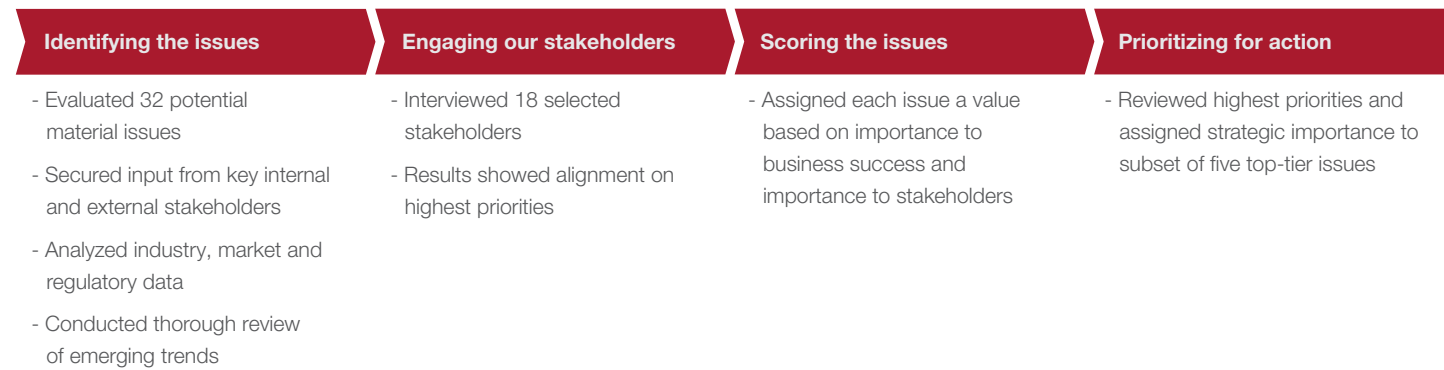 Identifying the issues
- Evaluated 32 potential
material issues
- Secured input from key internal
and external stakeholders
- Analyzed industry, market and
regulatory data
- Conducted thorough review
of emerging trends
Engaging our stakeholders
- Interviewed 18 selected
stakeholders
- Results showed alignment on
highest priorities
Scoring the issues
- Assigned each issue a value
based on importance to
business success and
importance to stakeholders
Prioritizing for action
- Reviewed highest priorities and
assigned strategic importance to
subset of five top-tier issues